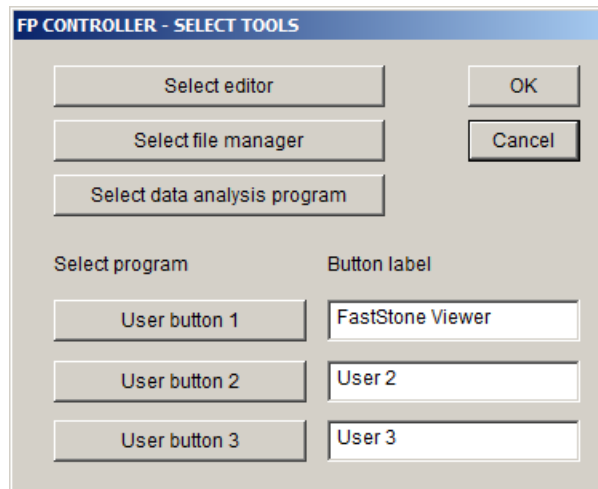 FP CONTROLLER - SELECT TOOLS
Select editor
OK
Select file manager
Cancel
Select data analysis program
Select program
Button label
User button 1
FastStone Viewer
User button 2
User 2
User button 3
User 3